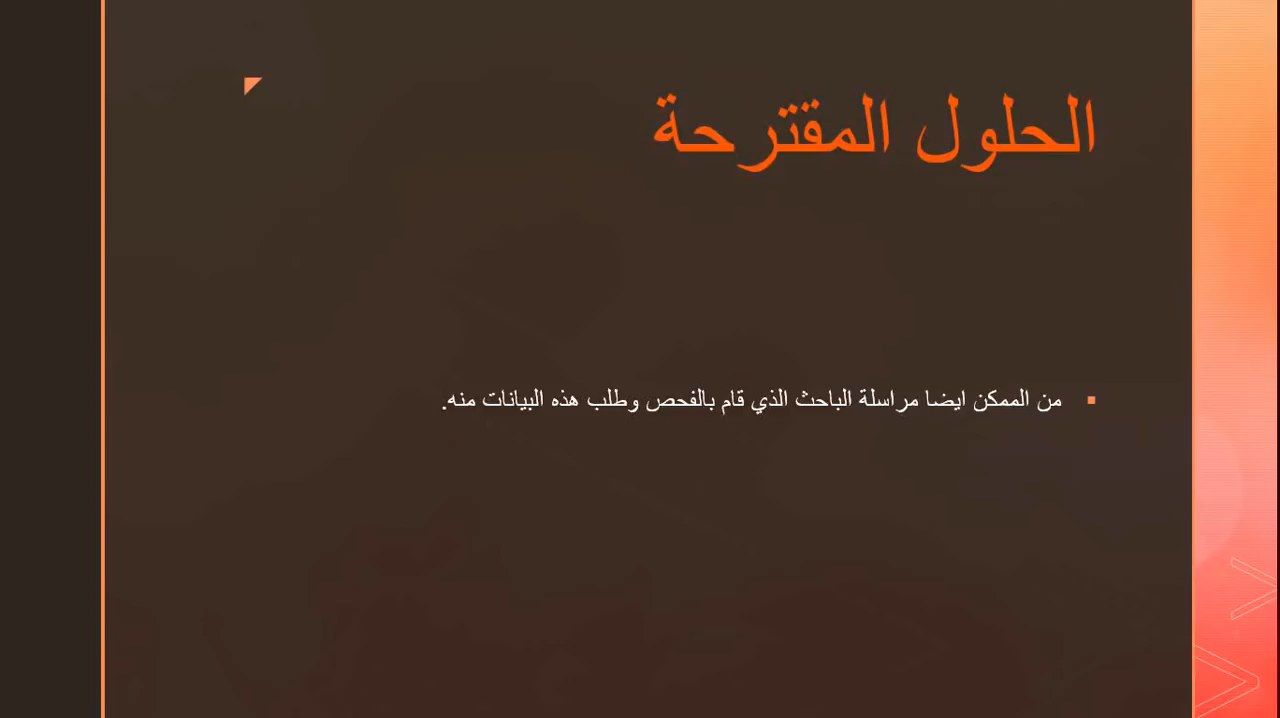 الحلول المقترحة
من الممكن ايضا مراسلة الباحث الذي قام بالفحص وطلب هذه البيانات منه.